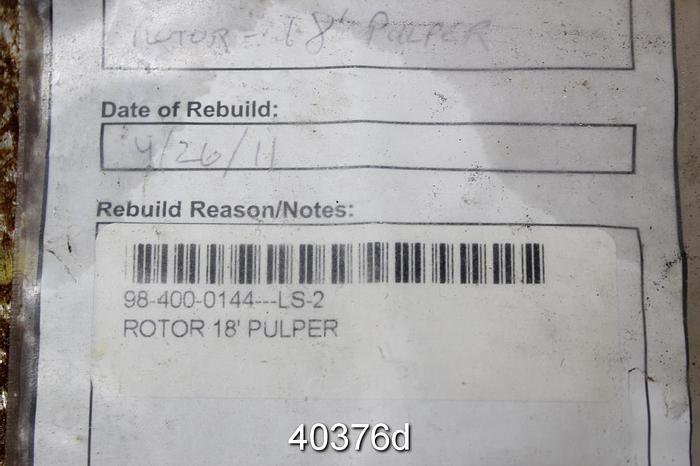 ROTOR - 18' PULPER
Date of Rebuild:
4/26/11
Rebuild Reason/Notes:
98-400-0144---LS-2
ROTOR 18' PULPER
40376d